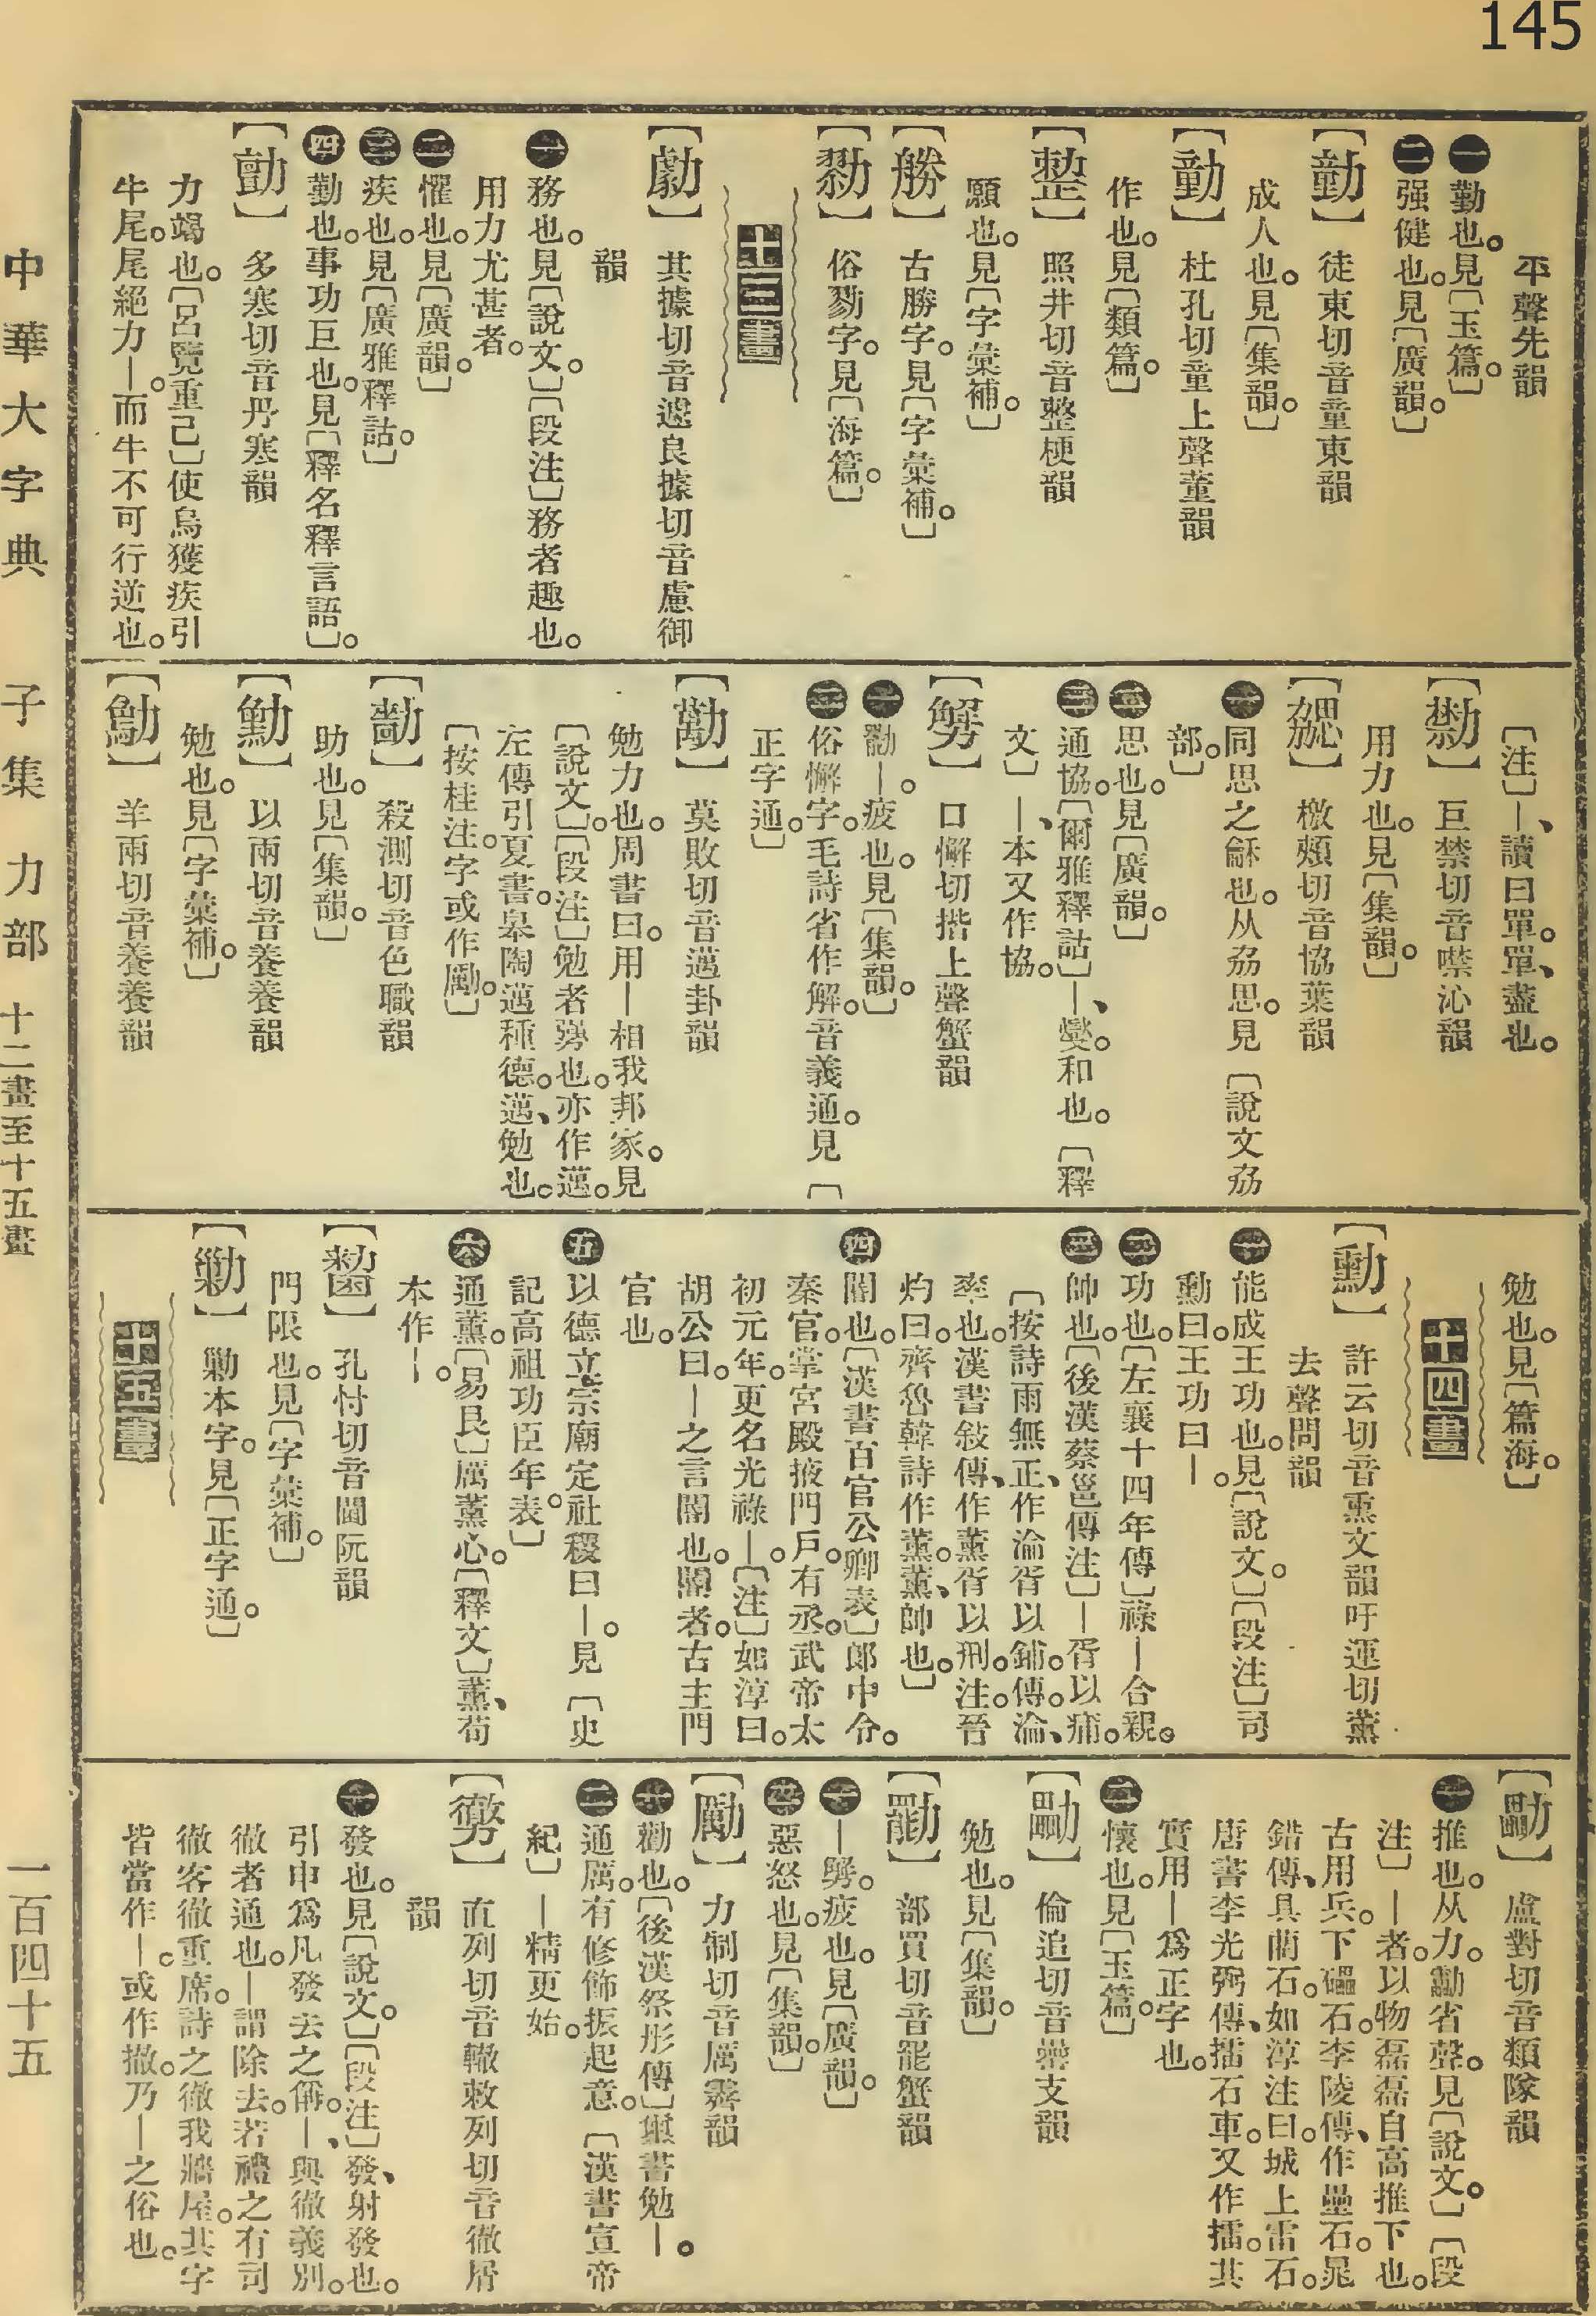 145
平聲先韻
㊀勤也。見〔玉篇。〕
㊁强健也。見〔廣韻。〕
【勭】徒東切音童東韻
成人也。見〔集韻。〕
【勭】杜孔切童上聲董韻
作也。見〔類篇。〕
照井切音整梗韻
願也。見〔字彙補。〕
古勝字。見〔字彙補。〕
俗勠字。見〔海篇。〕
十三畫
【勮】其據切音遽良據切音慮御
韻
㊀務也。見〔說文。〕〔段注〕務者趣也。
用力尤甚者。
㊁懼也。見〔廣韻。〕
㊂疾也。見〔廣雅釋詁。〕
㊃勤也。事功巨也。見〔釋名釋言語〕。
【勯】多寒切音丹寒韻
力竭也。〔呂覽重己〕使烏獲疾引
牛尾。尾絕力︱。而牛不可行逆也。
〔注〕︱、讀曰單。單、盡也。
巨禁切音噤沁韻
用力也。見〔集韻。〕
【勰】檄頰切音協葉韻
㊀同思之龢也。从劦思。見〔說文劦
部。〕
㊁思也。見〔廣韻。〕
㊂通協。〔爾雅釋詁〕︱、燮。和也。〔釋
文〕︱、本又作協。
口懈切揩上聲蟹韻
㊀勸︱。疲也。見〔集韻。〕
㊁俗懈字。毛詩省作解。音義通。見〔
正字通。〕
【勱】莫敗切音邁卦韻
勉力也。周書曰。用︱相我邦家。見
〔說文。〕〔段注〕勉者勥也。亦作邁。
左傳引夏書。皋陶邁種德。邁、勉也。
〔按桂注。字或作勵。〕
殺測切音色職韻
助也。見〔集韻。〕
以兩切音養養韻
勉也。見〔字彙補。〕
羊兩切音養養韻
勉也。見〔篇海。〕
十四畫
【勳】許云切音熏文韻吁運切薰
去聲問韻
㊀能成王功也。見〔說文。〕〔段注〕司
勳曰。王功曰︱。
㊁功也。〔左襄十四年傳〕祿︱合親。
㊂帥也。〔後漢蔡邕傳注〕︱胥以痡。
〔按詩雨無正、作淪胥以鋪。傳。淪、
率也。漢書敍傳、作薰胥以刑。注。晉
灼曰。齊魯韓詩作薰。薰、帥也。〕
㊃閽也。〔漢書百官公卿表〕郎中令。
秦官。掌宮殿掖門戶。有丞。武帝太
初元年。更名光祿︱。〔注〕如淳曰。
胡公曰。︱之言閽也。閽者。古主門
官也。
㊄以德立宗廟定社稷曰︱。見〔史
記高祖功臣年表。〕
㊅通薰。〔易艮〕厲薰心。〔釋文〕薰、荀
本作︱。
孔忖切音閫阮韻
門限也。見〔字彙補。〕
勦本字。見〔正字通。〕
十五畫
【勴】盧對切音類隊韻
㊀推也。从力。勴省聲。見〔說文。〕〔段
注〕︱者。以物磊磊自高推下也。
古用兵。下礧石。李陵傳、作壘石。鼂
錯傳、具藺石。如淳注曰。城上雷石。
唐書李光弼傳、擂石車。又作擂。其
實用︱爲正字也。
㊁懷也。見〔玉篇。〕
倫追切音纍支韻
勉也。見〔集韻。〕
部買切音罷蟹韻
㊀︱勥。疲也。見〔廣韻。〕
㊁惡怒也。見〔集韻。〕
【勵】力制切音厲霽韻
㊀勸也。〔後漢祭肜傳〕璽書勉︱。
㊁通厲。有修飾振起意。〔漢書宣帝
紀〕︱精更始。
【勶】直列切音轍敕列切音徹屑
韻
㊀發也。見〔說文。〕〔段注〕發、射發也。
引申爲凡發去之偁。︱、與徹義別。
徹者通也。︱謂除去。若禮之有司
徹客徹重席。詩之徹我牆屋。其字
皆當作︱。或作撤。乃︱之俗也。
中華大字典　子集　力部　十二畫至十五畫　一百四十五